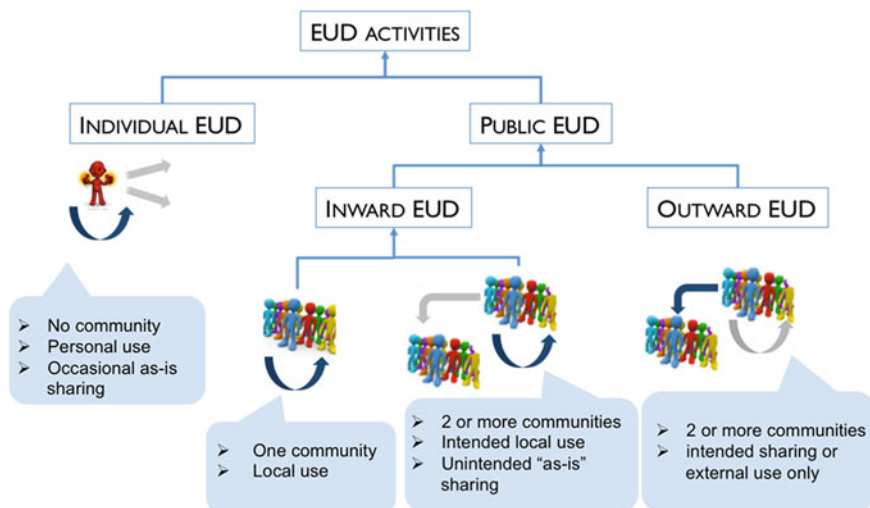 EUD ACTIVITIES
INDIVIDUAL EUD
PUBLIC EUD
INWARD EUD
OUTWARD EUD
➢ No community
➢ Personal use
➢ Occasional as-is
sharing
➢ One community
➢ Local use
➢ 2 or more communities
➢ Intended local use
➢ Unintended “as-is”
sharing
➢ 2 or more communities
➢ intended sharing or
external use only